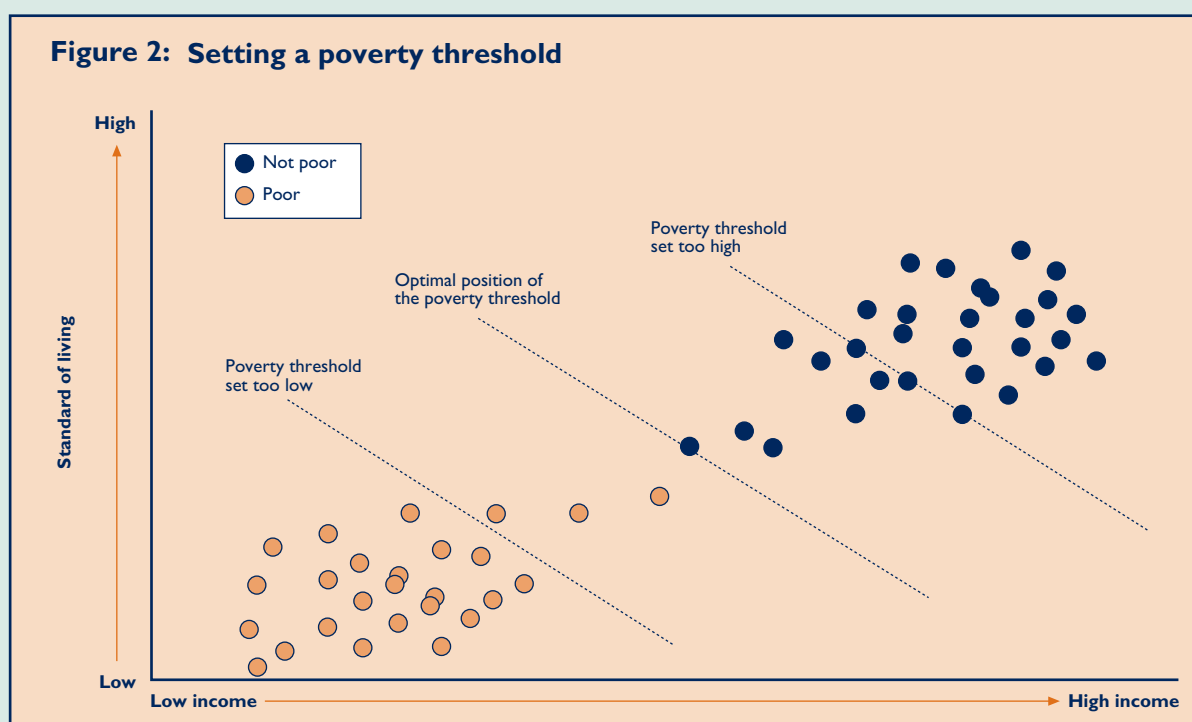 Figure 2: Setting a poverty threshold
High
Not poor
Poor
Poverty threshold
set too high
Optimal position of
the poverty threshold
Poverty threshold
set too low
Standard of living
Low
Low income
High income